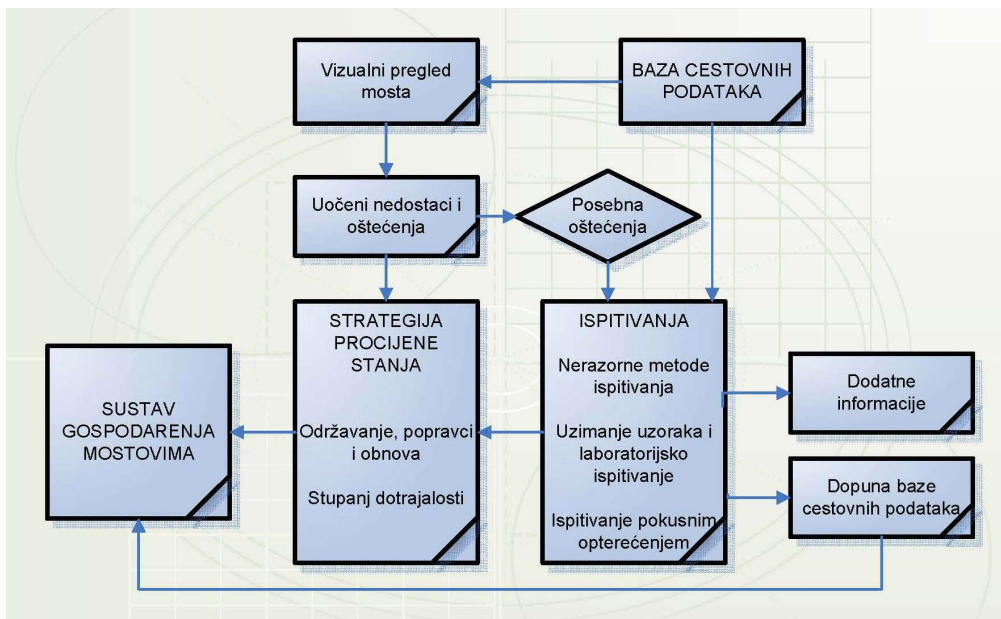 Vizualni pregled
mosta
BAZA CESTOVNIH
PODATAKA
Uočeni nedostaci i
oštećenja
Posebna
oštećenja
STRATEGIJA
PROCIJENE
STANJA
Održavanje, popravci
i obnova
Stupanj dotrajalosti
ISPITIVANJA
Nerazorne metode
ispitivanja
Uzimanje uzoraka i
laboratorijsko
ispitivanje
Ispitivanje pokusnim
opterećenjem
SUSTAV
GOSPODARENJA
MOSTOVIMA
Dodatne
informacije
Dopuna baze
cestovnih podataka